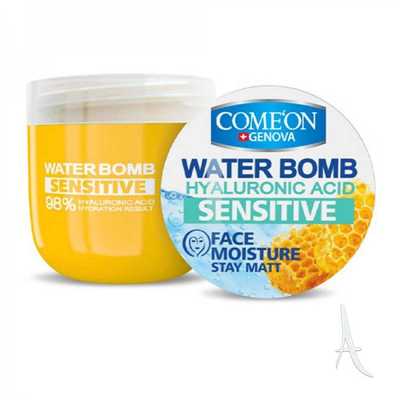 WATER BOMB
SENSITIVE
98% HYALURONIC ACID
HYDRATION RESULT
COME'ON
GENOVA
WATER BOMB
HYALURONIC ACID
SENSITIVE
FACE
MOISTURE
STAY MATT
A